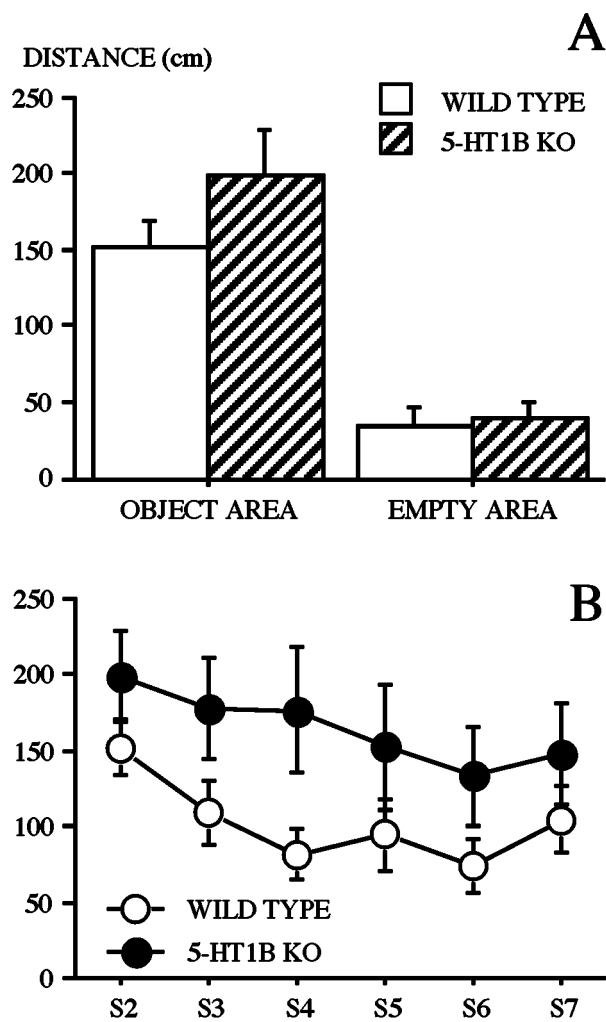 A
DISTANCE (cm)
WILD TYPE
5-HT1B KO
250
200
150
100
50
0
OBJECT AREA EMPTY AREA
B
250
200
150
100
50
0
WILD TYPE
5-HT1B KO
S2 S3 S4 S5 S6 S7